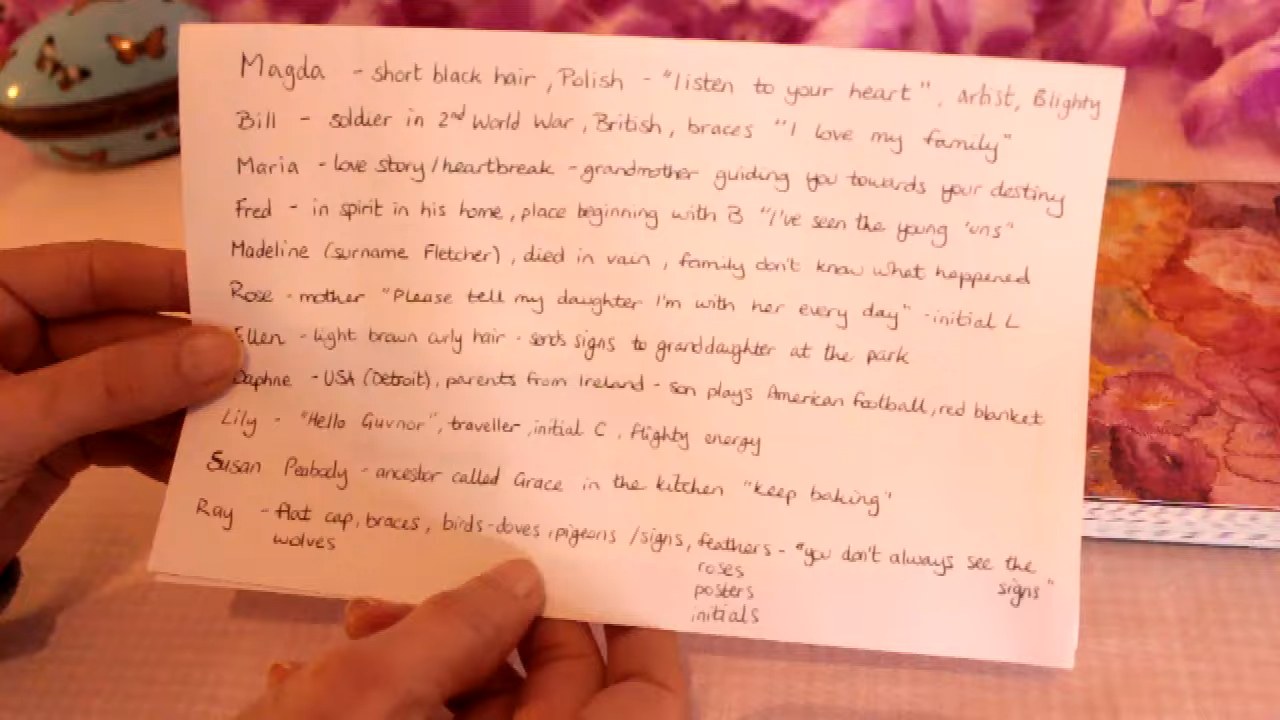 Magda - short black hair, Polish - "listen to your heart", artist, Blighty
Bill - soldier in 2nd World War, British, braces "I love my family"
Maria - love story/heartbreak - grandmother guiding you towards your destiny
Fred - in spirit in his home, place beginning with B "I've seen the young 'uns"
Madeline (surname Fletcher), died in vain, family don't know what happened
Rose - mother "Please tell my daughter I'm with her every day" - initial L
Ellen - light brown curly hair - sends signs to granddaughter at the park
Daphne - USA (Detroit), parents from Ireland - son plays American football, red blanket
Lily - "Hello Guvnor", traveller, initial C, flighty energy
Susan Peabody - ancestor called Grace in the kitchen "keep baking"
Ray - flat cap, braces, birds-doves, pigeons /signs, feathers - "you don't always see the
wolves roses signs"
posters
initials